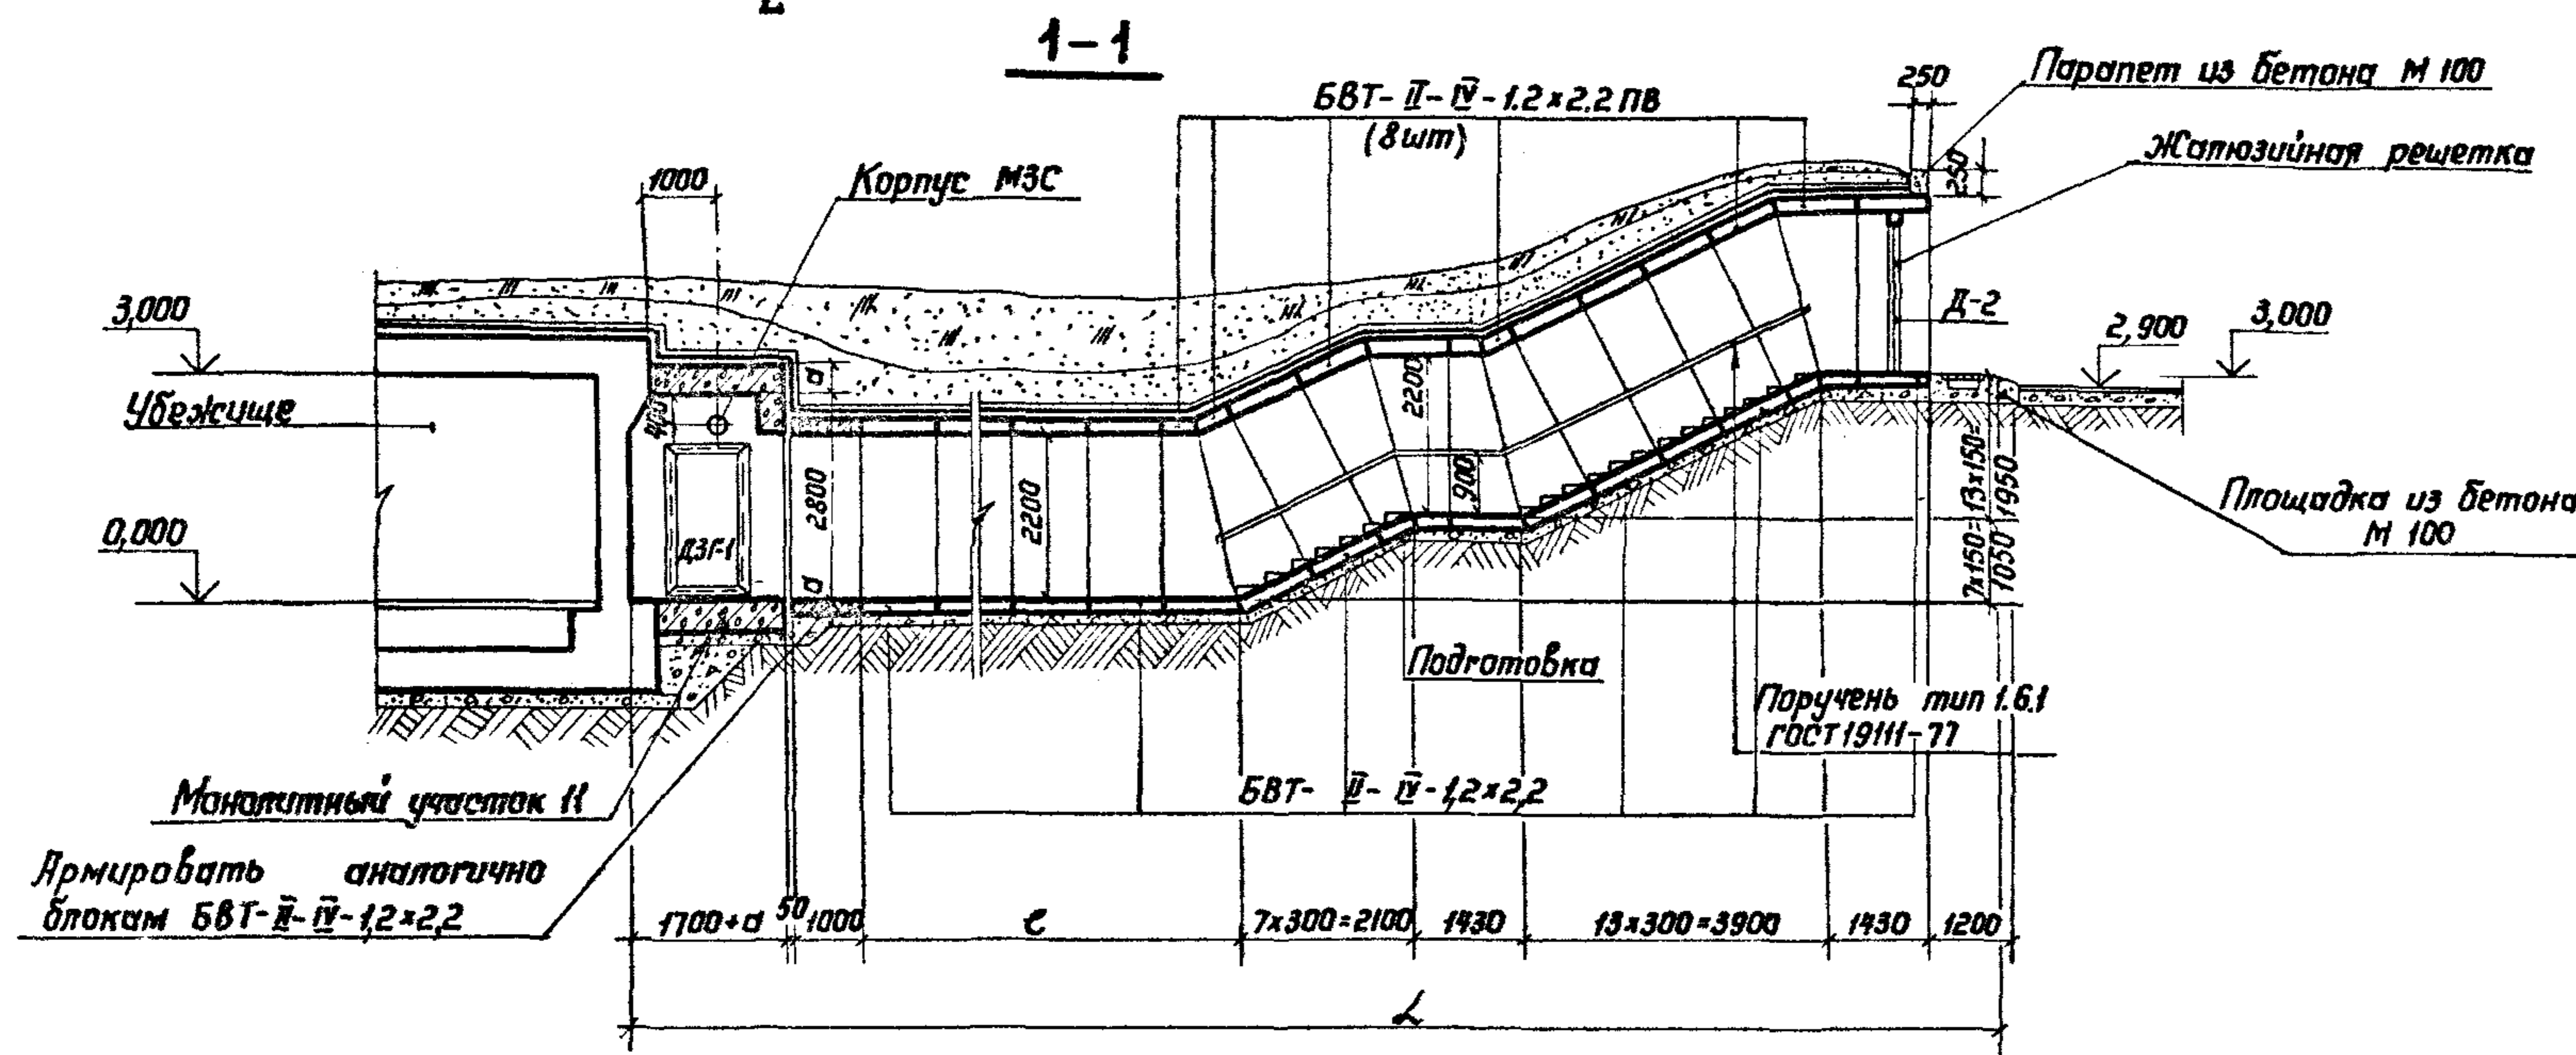 1-1
БВТ- II- IV- 1.2×2.2 ПВ
(8 шт)
250
Парапет из бетона М 100
Жалюзийная решетка
250
1000
Корпус МЗС
3,000
Убежище
0,000
d
400
2800
d
ДЗГ-1
2200
2200
900
Д-2
2,900
3,000
7×150= 13×150=
1050 1950
Площадка из бетона
М 100
Подготовка
Поручень тип 1.6.1
ГОСТ 19111-77
БВТ- II- IV- 1,2×2,2
Монолитный участок
Армировать аналогично
блокам БВТ-II-IV-1,2×2,2
1700+d 50 1000 ℓ 7×300=2100 1430 13×300=3900 1430 1200
L